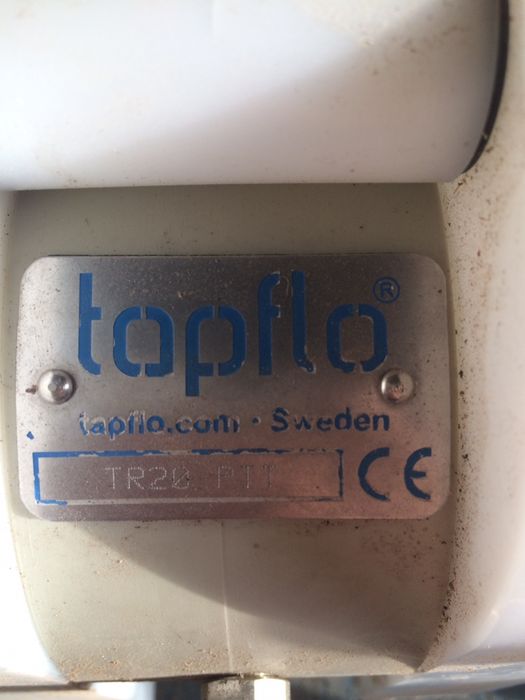 tapflo®
tapflo.com · Sweden
TR20 PTT CE